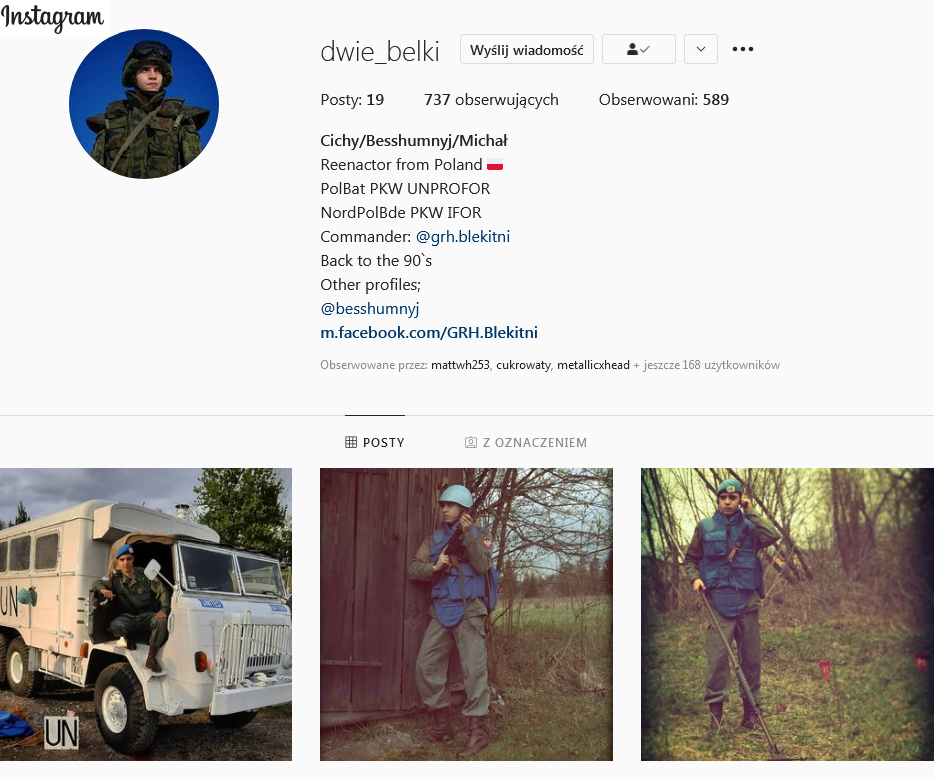 Instagram
dwie_belki Wyślij wiadomość
Posty: 19 737 obserwujących Obserwowani: 589
Cichy/Besshumnyj/Michał
Reenactor from Poland 🇵🇱
PolBat PKW UNPROFOR
NordPolBde PKW IFOR
Commander: @grh.blekitni
Back to the 90`s
Other profiles;
@besshumnyj
m.facebook.com/GRH.Blekitni
Obserwowane przez: mattwh253, cukrowaty, metallicxhead + jeszcze 168 użytkowników
POSTY Z OZNACZENIEM
UN
UN